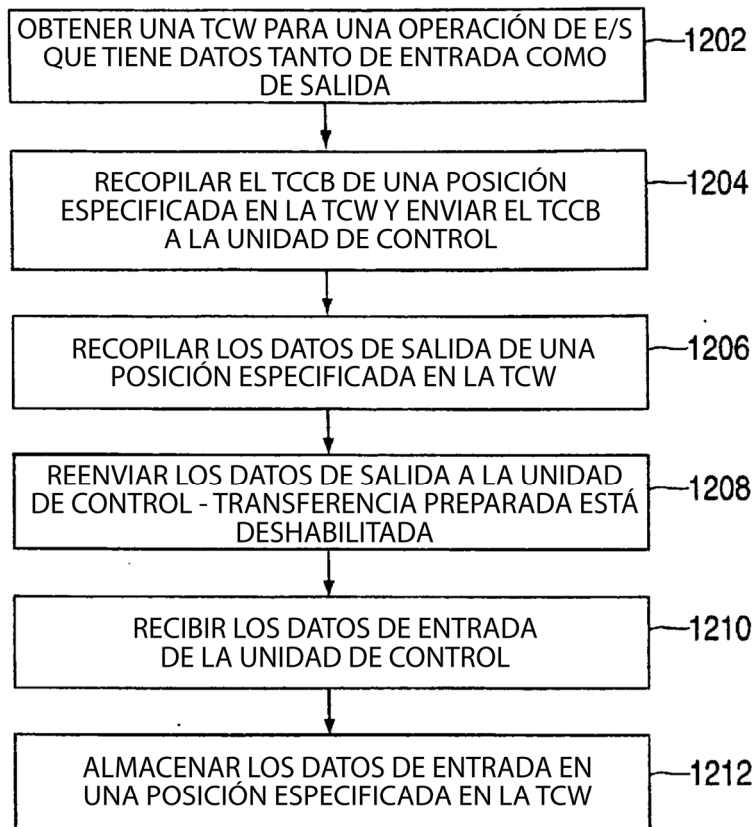 OBTENER UNA TCW PARA UNA OPERACIÓN DE E/S
QUE TIENE DATOS TANTO DE ENTRADA COMO
DE SALIDA
1202
RECOPILAR EL TCCB DE UNA POSICIÓN
ESPECIFICADA EN LA TCW Y ENVIAR EL TCCB
A LA UNIDAD DE CONTROL
1204
RECOPILAR LOS DATOS DE SALIDA DE UNA
POSICIÓN ESPECIFICADA EN LA TCW
1206
REENVIAR LOS DATOS DE SALIDA A LA UNIDAD
DE CONTROL - TRANSFERENCIA PREPARADA ESTÁ
DESHABILITADA
1208
RECIBIR LOS DATOS DE ENTRADA
DE LA UNIDAD DE CONTROL
1210
ALMACENAR LOS DATOS DE ENTRADA EN
UNA POSICIÓN ESPECIFICADA EN LA TCW
1212